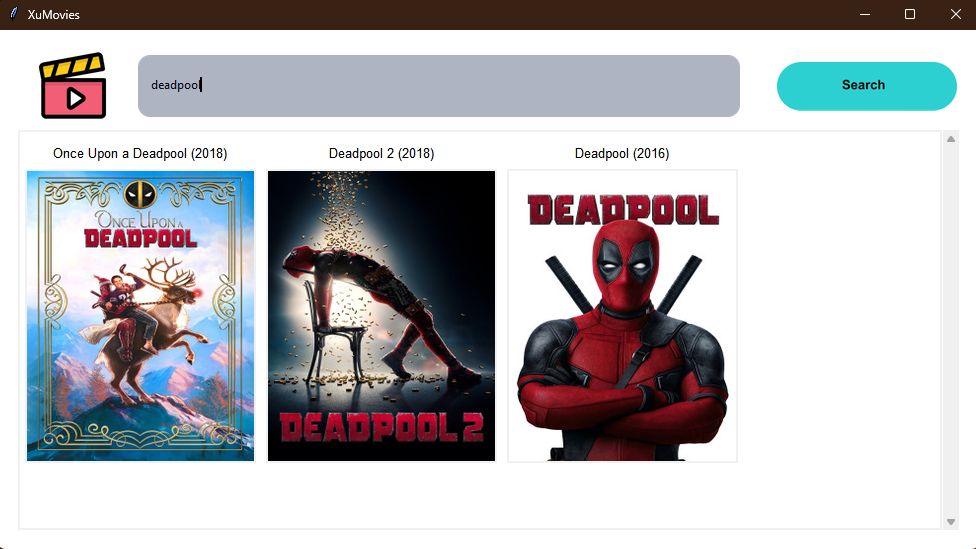 XuMovies
deadpool
Search
Once Upon a Deadpool (2018)
Deadpool 2 (2018)
Deadpool (2016)
ONCE UPON A
DEADPOOL
DEADPOOL 2
DEADPOOL